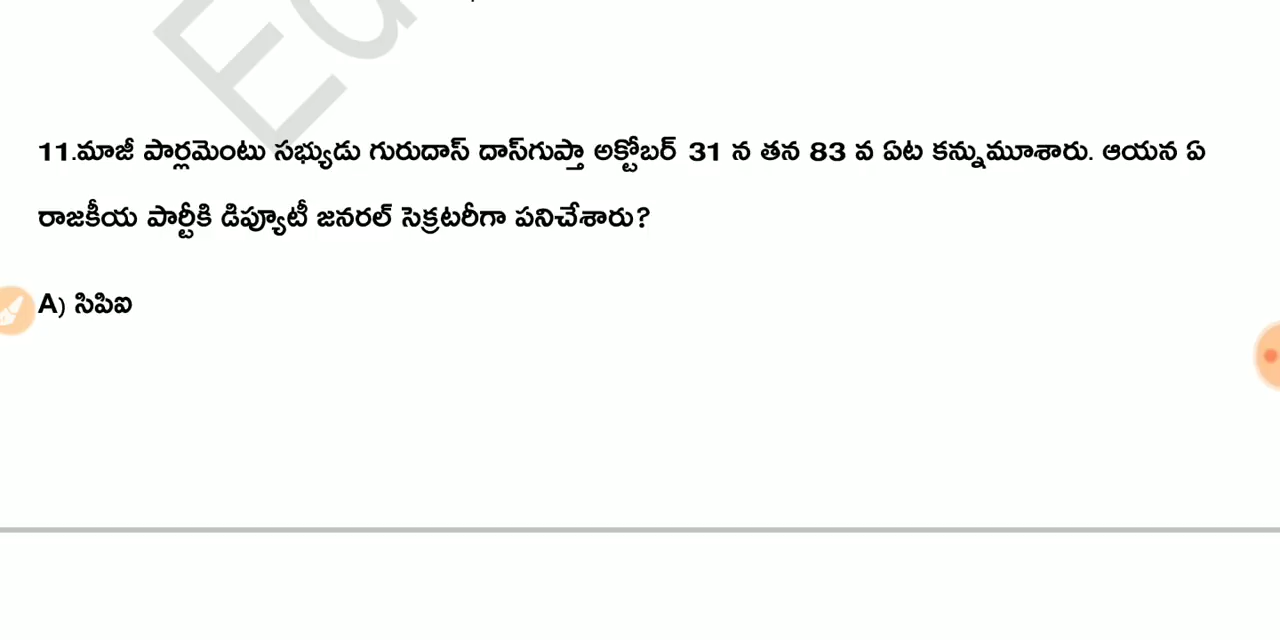 11.మాజీ పార్లమెంటు సభ్యుడు గురుదాస్ దాస్‌గుప్తా అక్టోబర్ 31 న తన 83 వ ఏట కన్నుమూశారు. ఆయన ఏ
రాజకీయ పార్టీకి డిప్యూటీ జనరల్ సెక్రటరీగా పనిచేశారు?
A) సిపిఐ